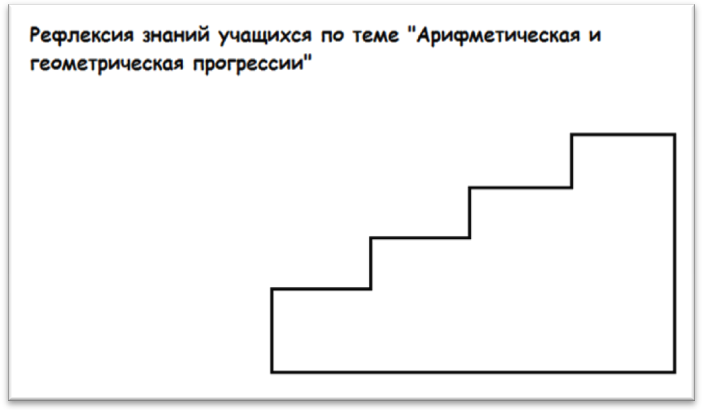 Рефлексия знаний учащихся по теме "Арифметическая и
геометрическая прогрессии"